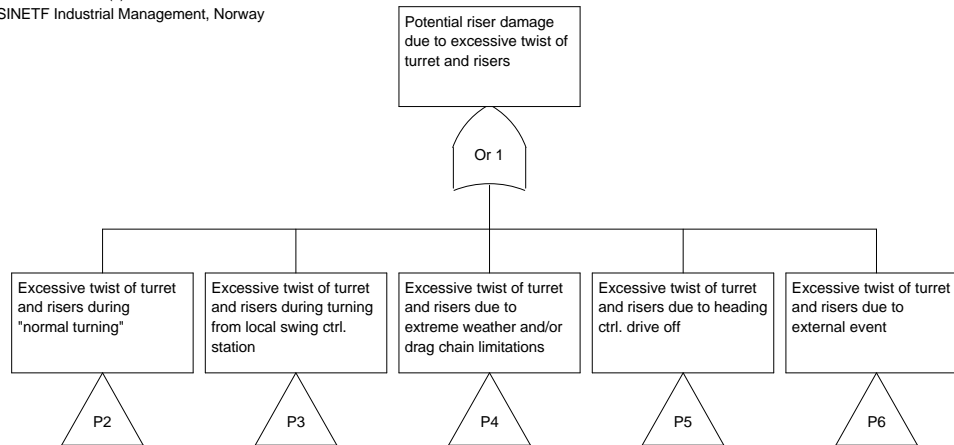 SINETF Industrial Management, Norway
Potential riser damage
due to excessive twist of
turret and risers
Or 1
Excessive twist of turret
and risers during
"normal turning"
Excessive twist of turret
and risers during turning
from local swing ctrl.
station
Excessive twist of turret
and risers due to
extreme weather and/or
drag chain limitations
Excessive twist of turret
and risers due to heading
ctrl. drive off
Excessive twist of turret
and risers due to
external event
P2
P3
P4
P5
P6